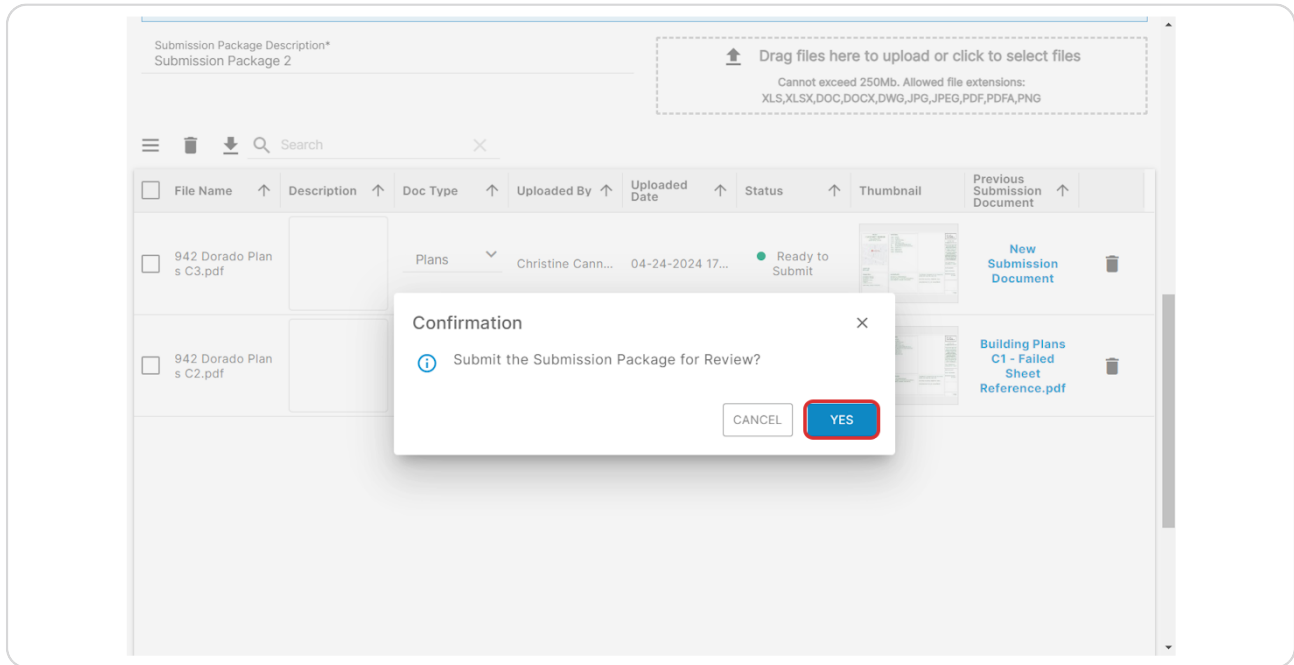 Submission Package Description*
Submission Package 2
Drag files here to upload or click to select files
Cannot exceed 250Mb. Allowed file extensions:
XLS,XLSX,DOC,DOCX,DWG,JPG,JPEG,PDF,PDFA,PNG
Search
File Name
Description
Doc Type
Uploaded By
Uploaded
Date
Status
Thumbnail
Previous
Submission
Document
942 Dorado Plan
s C3.pdf
Plans
Christine Cann...
04-24-2024 17...
Ready to
Submit
New
Submission
Document
Confirmation
Submit the Submission Package for Review?
CANCEL
YES
942 Dorado Plan
s C2.pdf
Building Plans
C1 - Failed
Sheet
Reference.pdf